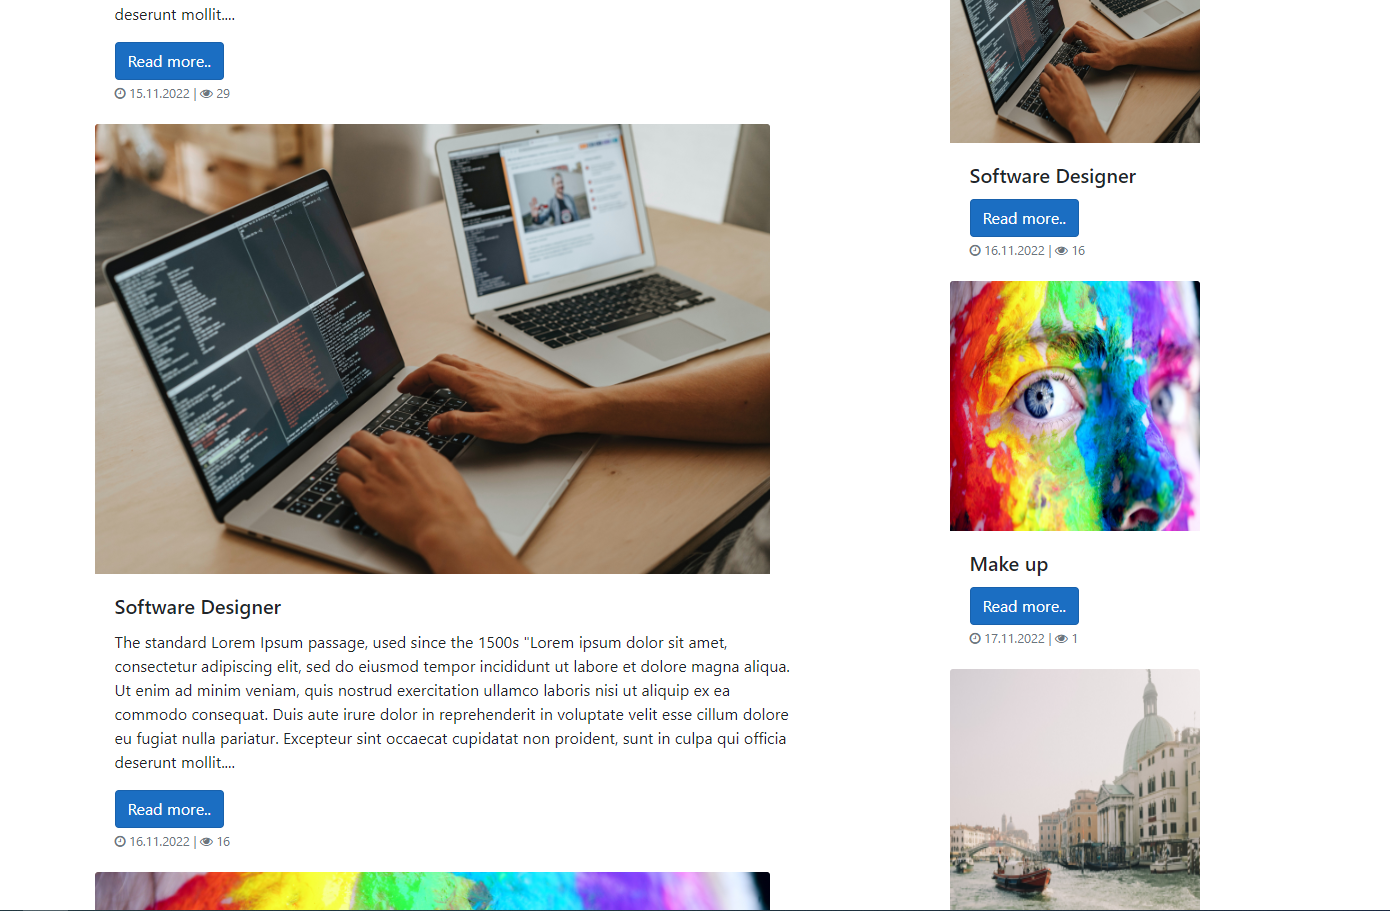 deserunt mollit....
Read more..
15.11.2022 | 29
Software Designer
The standard Lorem Ipsum passage, used since the 1500s "Lorem ipsum dolor sit amet,
consectetur adipiscing elit, sed do eiusmod tempor incididunt ut labore et dolore magna aliqua.
Ut enim ad minim veniam, quis nostrud exercitation ullamco laboris nisi ut aliquip ex ea
commodo consequat. Duis aute irure dolor in reprehenderit in voluptate velit esse cillum dolore
eu fugiat nulla pariatur. Excepteur sint occaecat cupidatat non proident, sunt in culpa qui officia
deserunt mollit....
Read more..
16.11.2022 | 16
Software Designer
Read more..
16.11.2022 | 16
Make up
Read more..
17.11.2022 | 1